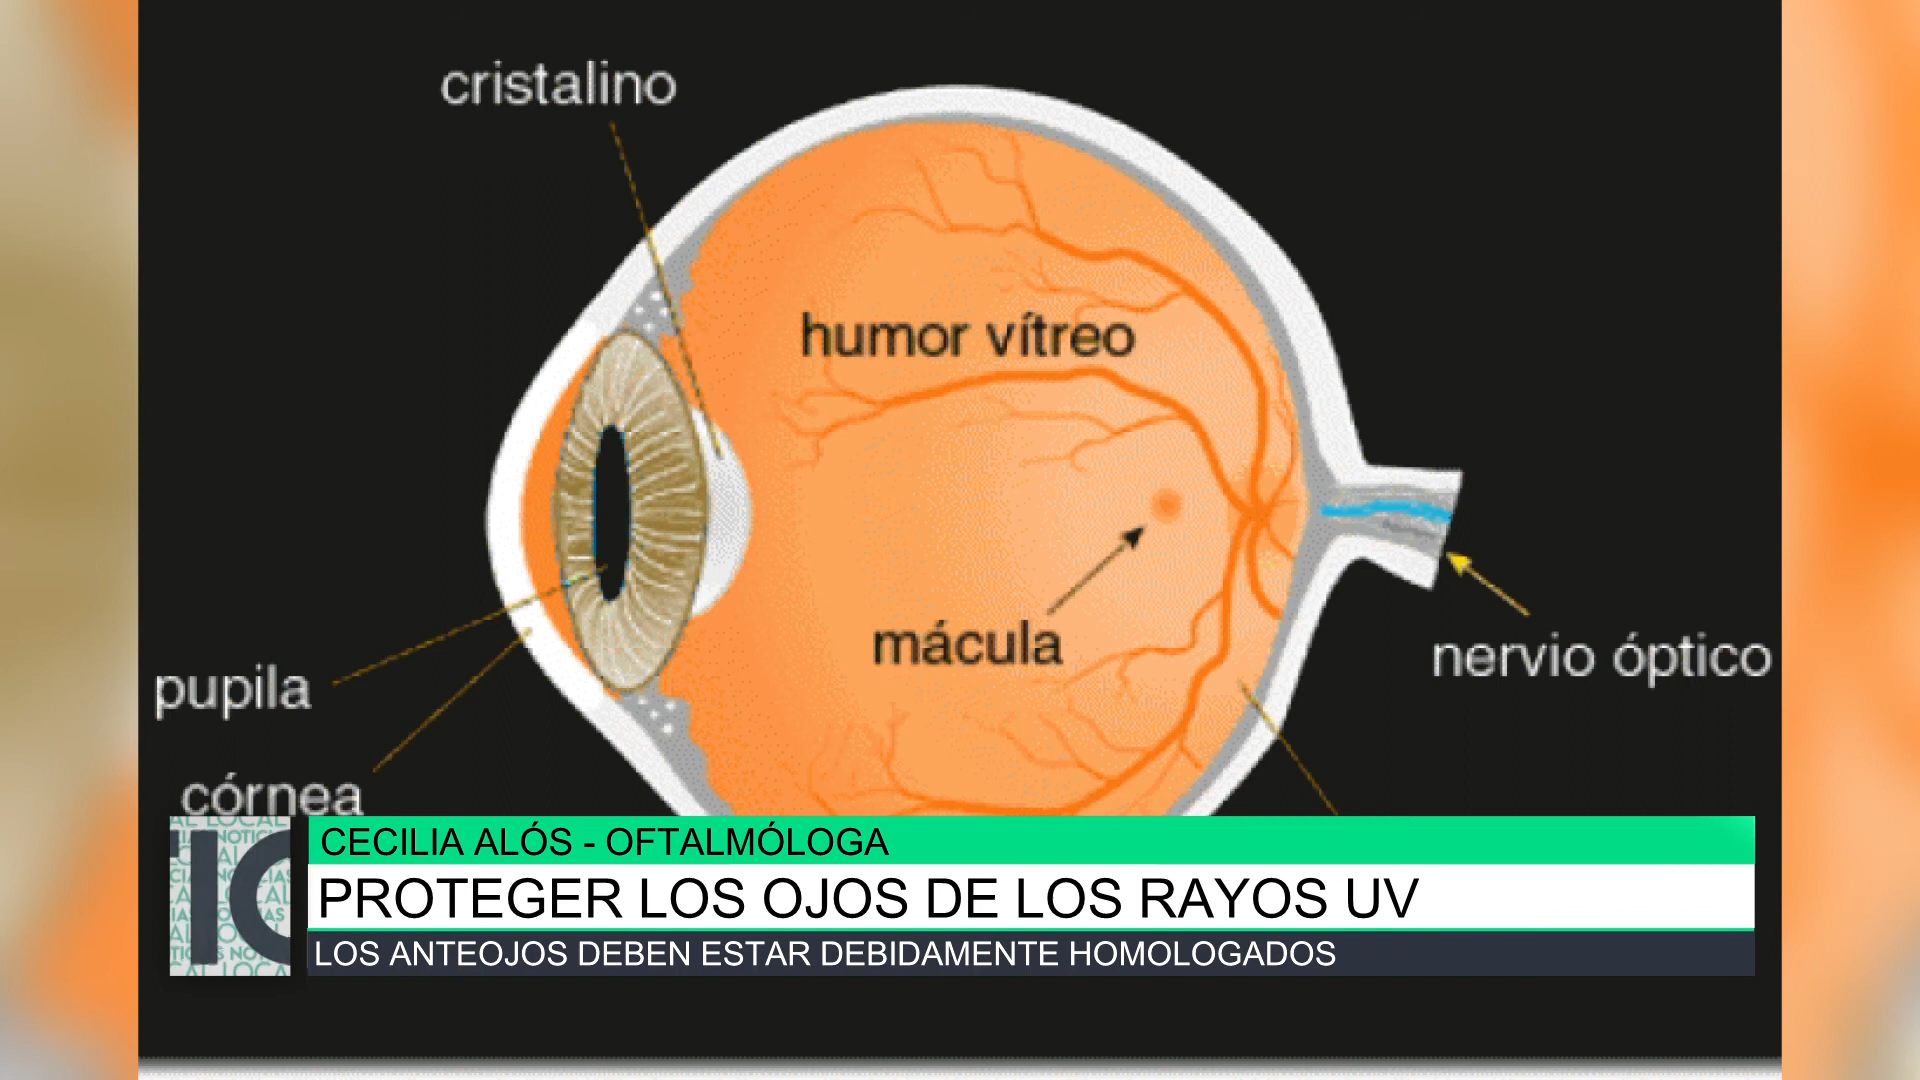 cristalino
humor vítreo
mácula
nervio óptico
pupila
córnea
CECILIA ALÓS - OFTALMÓLOGA
PROTEGER LOS OJOS DE LOS RAYOS UV
LOS ANTEOJOS DEBEN ESTAR DEBIDAMENTE HOMOLOGADOS